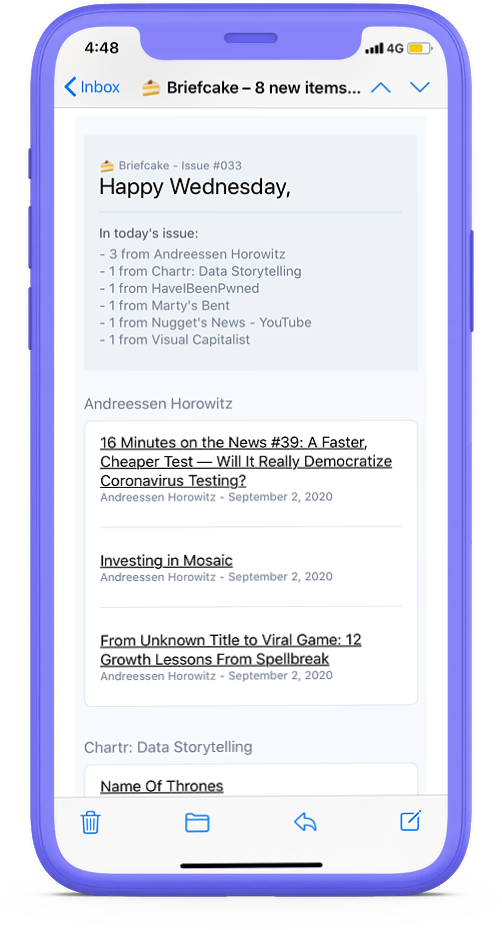 4:48 4G
Inbox 🍰 Briefcake – 8 new items...
🍰 Briefcake - Issue #033
Happy Wednesday,
In today's issue:
- 3 from Andreessen Horowitz
- 1 from Chartr: Data Storytelling
- 1 from HaveIBeenPwned
- 1 from Marty's Bent
- 1 from Nugget's News - YouTube
- 1 from Visual Capitalist
Andreessen Horowitz
16 Minutes on the News #39: A Faster,
Cheaper Test — Will It Really Democratize
Coronavirus Testing?
Andreessen Horowitz - September 2, 2020
Investing in Mosaic
Andreessen Horowitz - September 2, 2020
From Unknown Title to Viral Game: 12
Growth Lessons From Spellbreak
Andreessen Horowitz - September 2, 2020
Chartr: Data Storytelling
Name Of Thrones